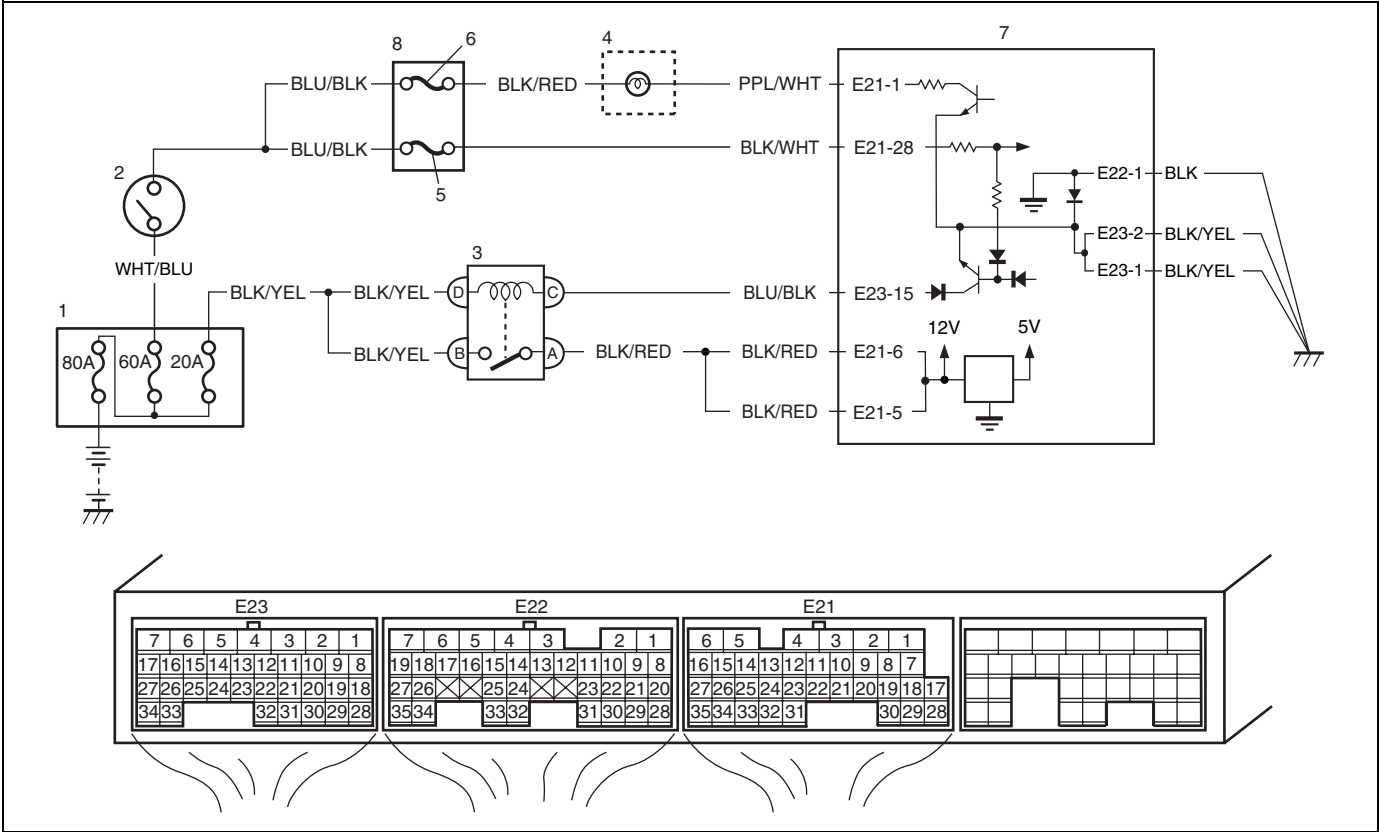 7
8
6
4
BLU/BLK
BLK/RED
PPL/WHT
E21-1
BLU/BLK
BLK/WHT
E21-28
5
2
E22-1
BLK
E23-2
BLK/YEL
E23-1
BLK/YEL
WHT/BLU
3
BLK/YEL
BLK/YEL
D
C
BLU/BLK
E23-15
1
12V
5V
80A
60A
20A
BLK/YEL
B
A
BLK/RED
BLK/RED
E21-6
BLK/RED
E21-5
E23
E22
E21
7 6 5 4 3 2 1
17 16 15 14 13 12 11 10 9 8
27 26 25 24 23 22 21 20 19 18
34 33 32 31 30 29 28
7 6 5 4 3 2 1
19 18 17 16 15 14 13 12 11 10 9 8
27 26 25 24 23 22 21 20
35 34 33 32 31 30 29 28
6 5 4 3 2 1
16 15 14 13 12 11 10 9 8 7
27 26 25 24 23 22 21 20 19 18 17
35 34 33 32 31 30 29 28